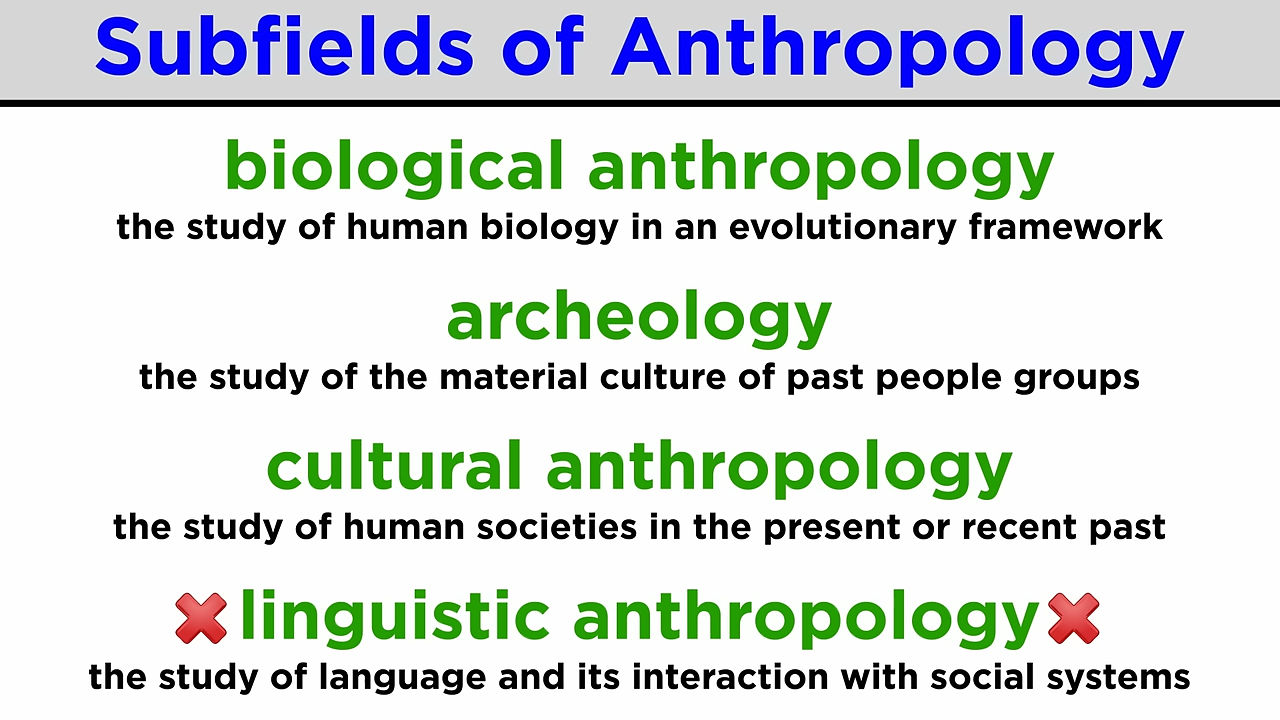 Subfields of Anthropology
biological anthropology
the study of human biology in an evolutionary framework
archeology
the study of the material culture of past people groups
cultural anthropology
the study of human societies in the present or recent past
linguistic anthropology
the study of language and its interaction with social systems